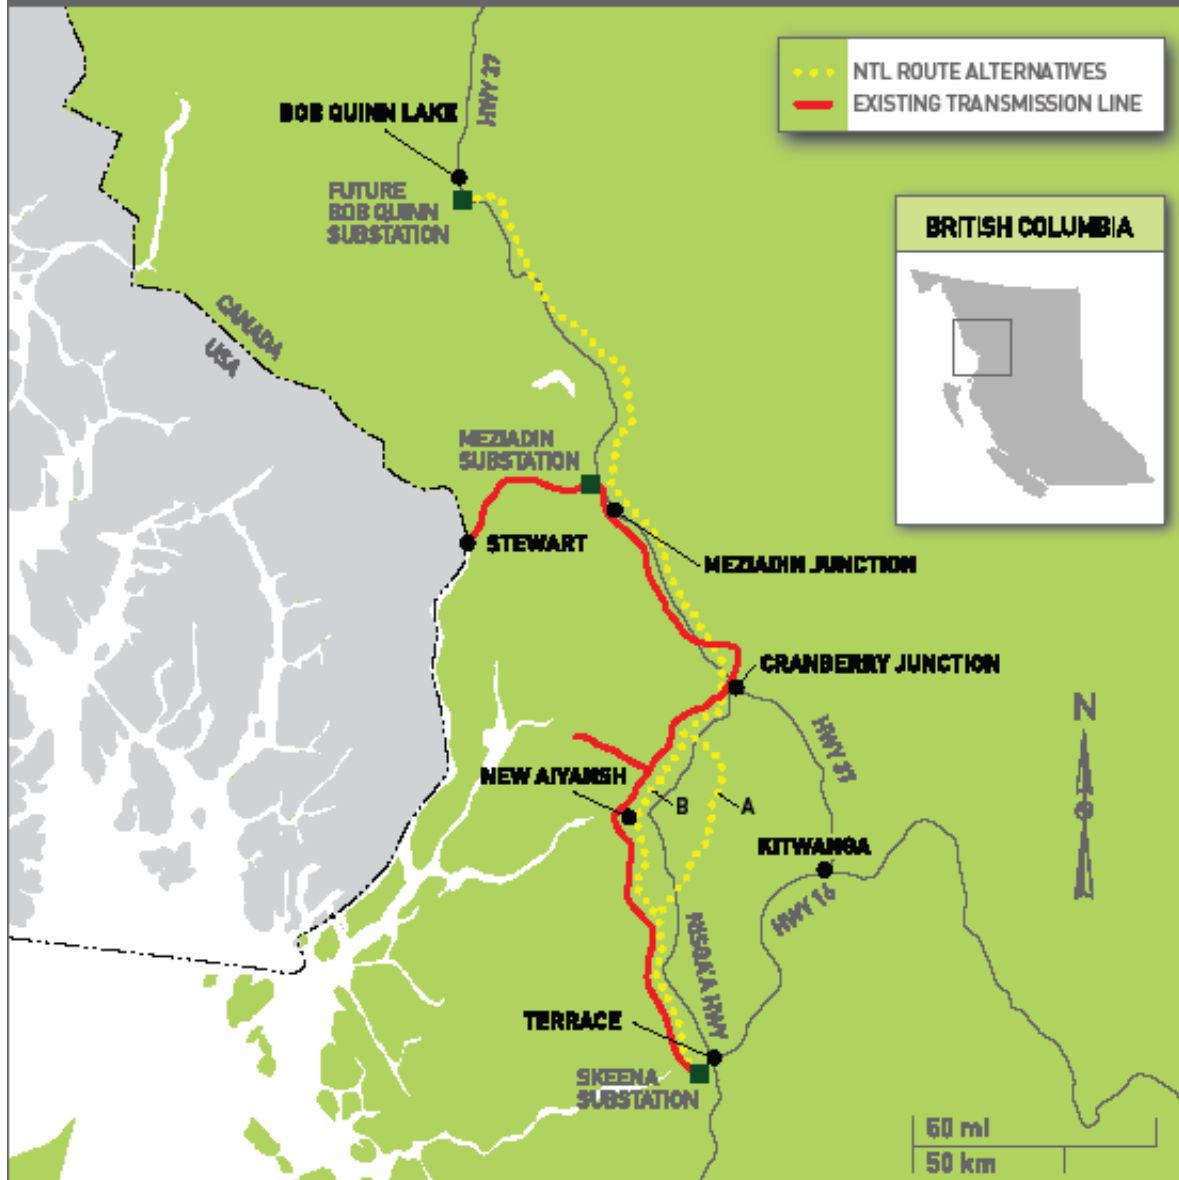 NTL ROUTE ALTERNATIVES
EXISTING TRANSMISSION LINE
HWY 37
BOB QUINN LAKE
FUTURE
BOB QUINN
SUBSTATION
BRITISH COLUMBIA
CANADA
USA
MEZIADIN
SUBSTATION
STEWART
MEZIADIN JUNCTION
CRANBERRY JUNCTION
N
HWY 37
NEW AIYANSH
B
A
KITWANGA
HWY 16
NISGA'A HWY
TERRACE
SKEENA
SUBSTATION
50 mi
50 km